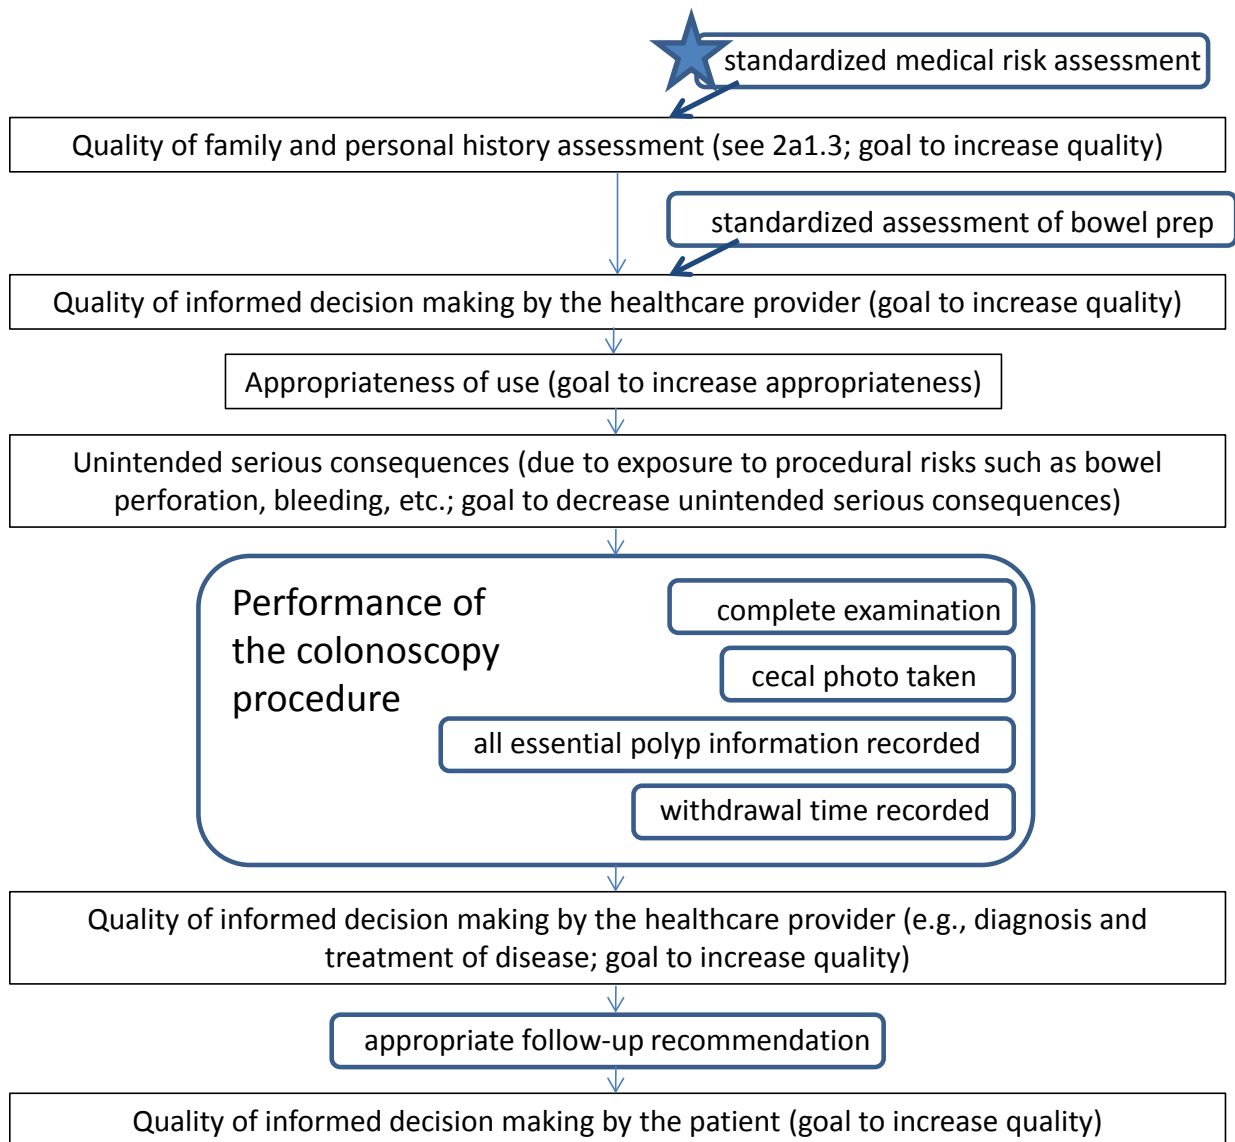 standardized medical risk assessment
Quality of family and personal history assessment (see 2a1.3; goal to increase quality)
standardized assessment of bowel prep
Quality of informed decision making by the healthcare provider (goal to increase quality)
Appropriateness of use (goal to increase appropriateness)
Unintended serious consequences (due to exposure to procedural risks such as bowel
perforation, bleeding, etc.; goal to decrease unintended serious consequences)
Performance of
the colonoscopy
procedure
complete examination
cecal photo taken
all essential polyp information recorded
withdrawal time recorded
Quality of informed decision making by the healthcare provider (e.g., diagnosis and
treatment of disease; goal to increase quality)
appropriate follow-up recommendation
Quality of informed decision making by the patient (goal to increase quality)